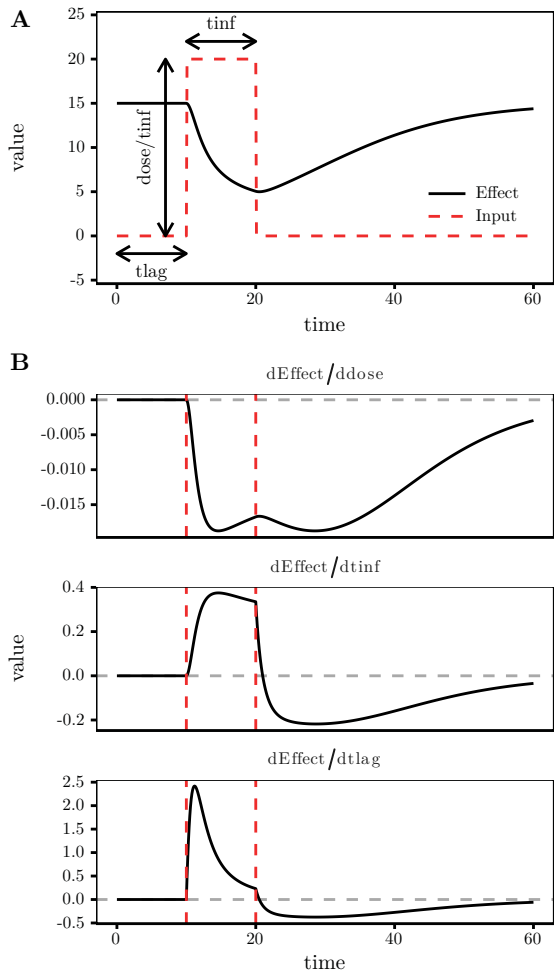 A
tinf
25
20
15
10
5
0
-5
value
dose/tinf
Effect
Input
tlag
0
20
40
60
time
B
dEffect/ddose
0.000
-0.005
-0.010
-0.015
dEffect/dtinf
0.4
0.2
0.0
-0.2
value
dEffect/dtlag
2.5
2.0
1.5
1.0
0.5
0.0
-0.5
0
20
40
60
time